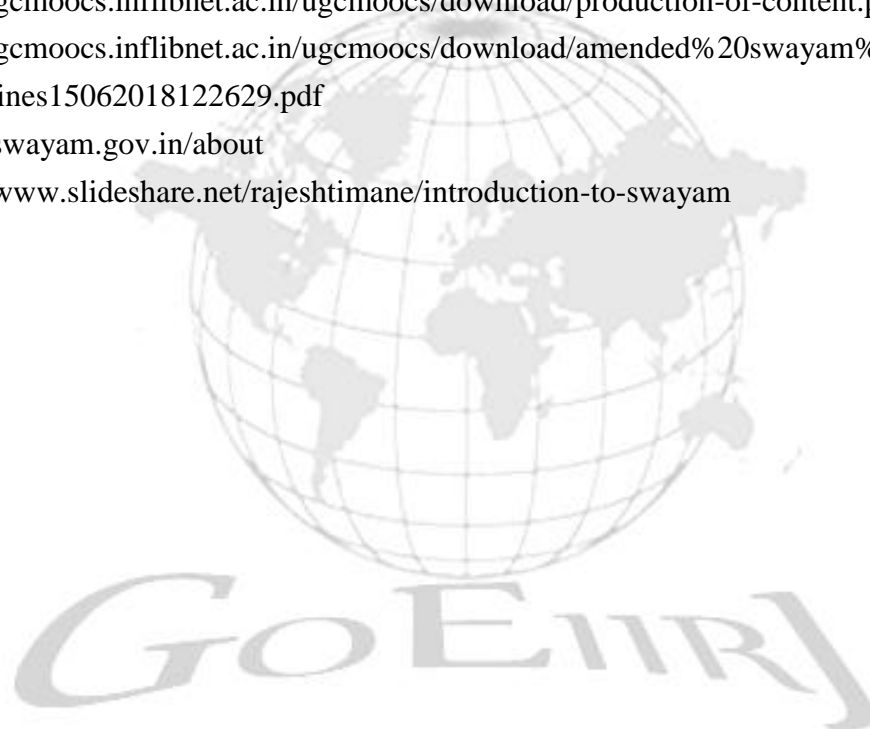 gcmoocs.inflibnet.ac.in/ugcmoocs/download/production-of-content.p
gcmoocs.inflibnet.ac.in/ugcmoocs/download/amended%20swayam%
ines15062018122629.pdf
swayam.gov.in/about
www.slideshare.net/rajeshtimane/introduction-to-swayam
GOEIIRJ